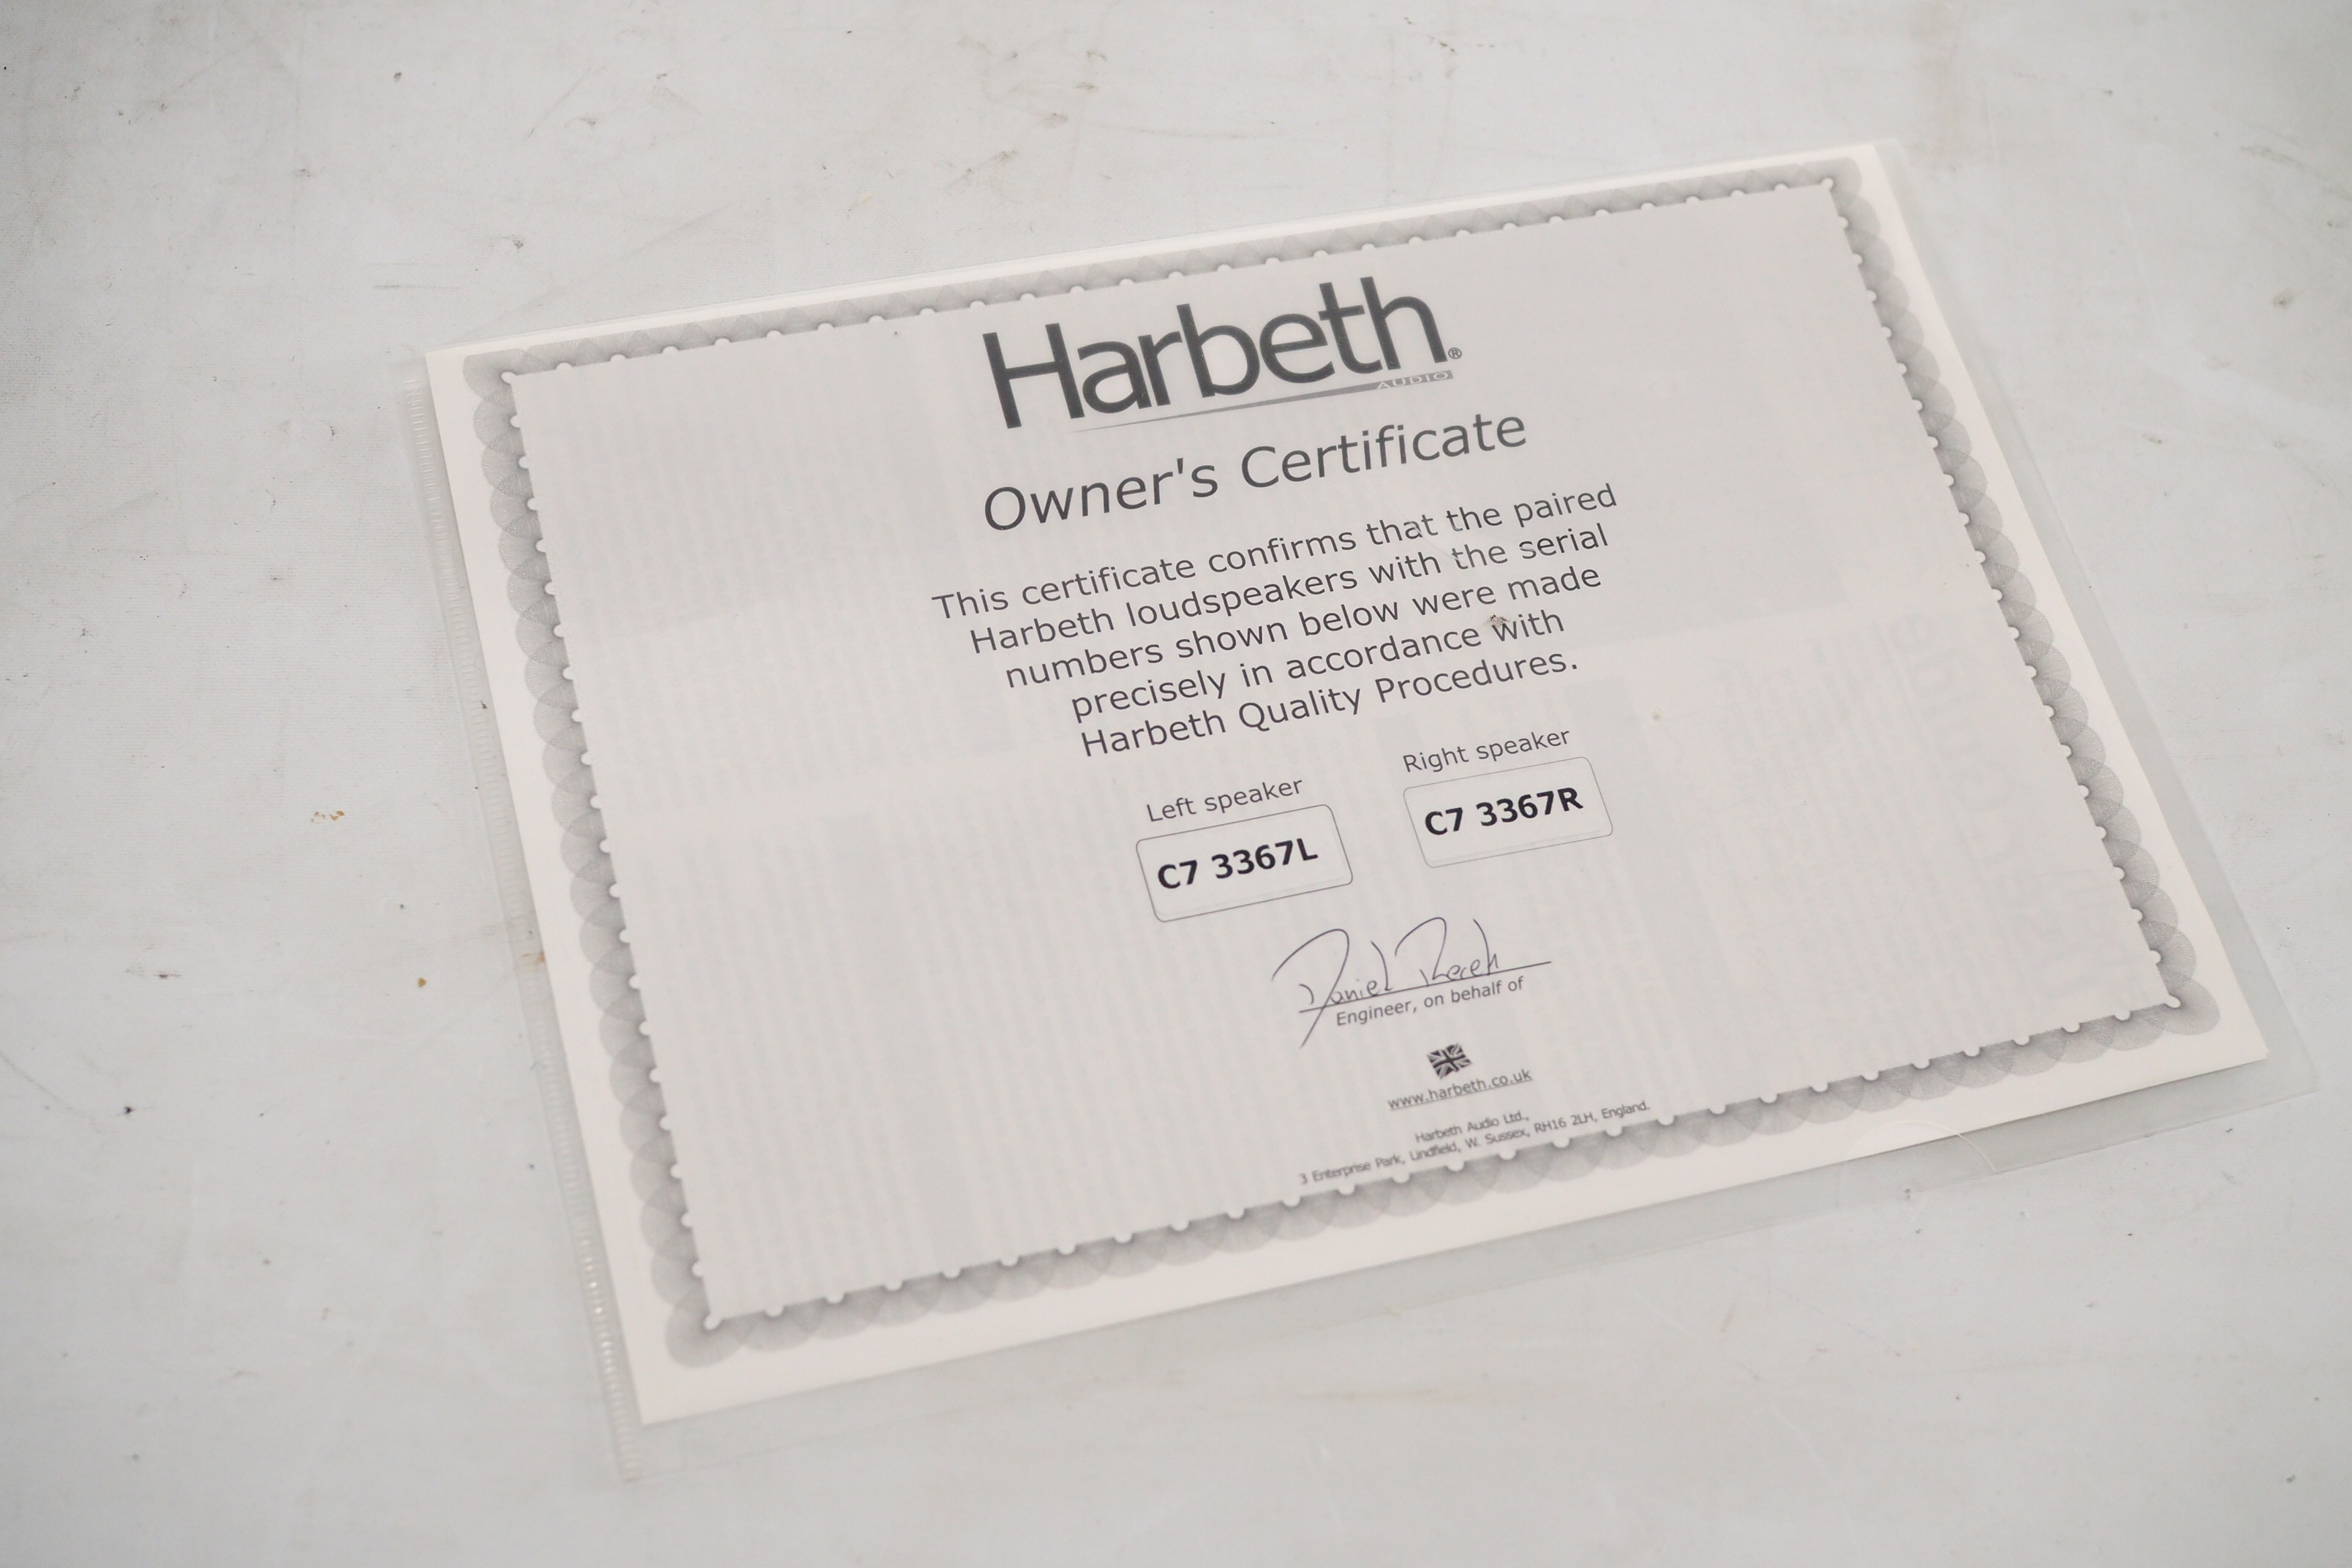 Harbeth®
AUDIO
Owner's Certificate
This certificate confirms that the paired
Harbeth loudspeakers with the serial
numbers shown below were made
precisely in accordance with
Harbeth Quality Procedures.
Left speaker
C7 3367L
Right speaker
C7 3367R
Daniel
Engineer, on behalf of
www.harbeth.co.uk
Harbeth Audio Ltd.,
3 Enterprise Park, Lindfield, W. Sussex, RH16 2LH, England.